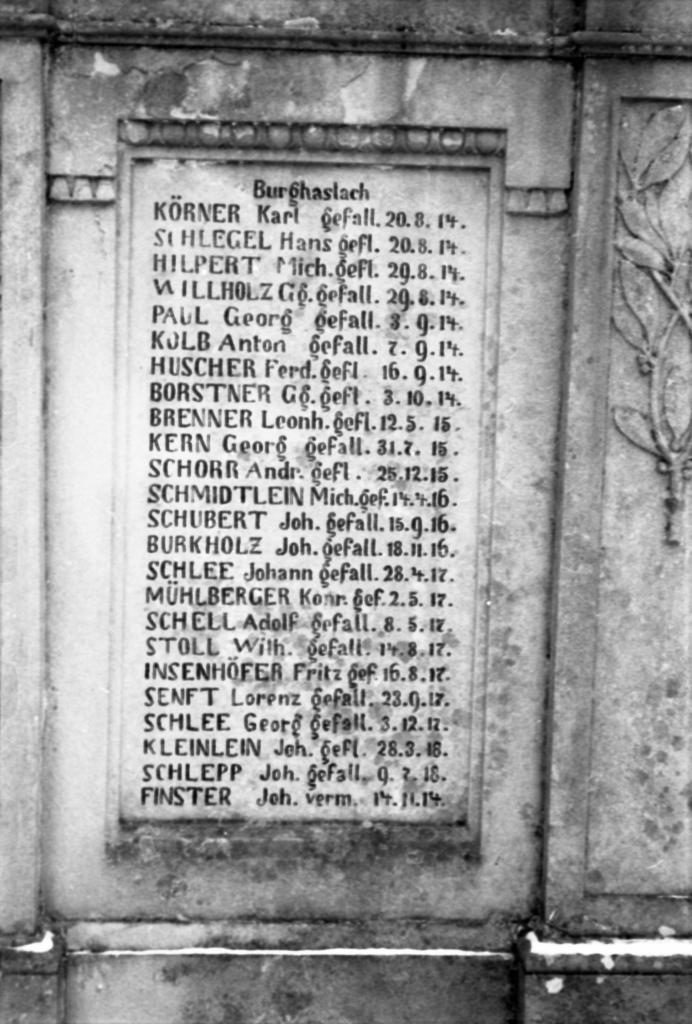 Burghaslach
KÖRNER Karl gefall. 20. 8. 14.
SCHLEGEL Hans gefl. 20. 8. 14.
HILPERT Mich. gefl. 29. 8. 14.
WILLHOLZ Gg. gefall. 29. 8. 14.
PAUL Georg gefall. 3. 9. 14.
KOLB Anton gefall. 7. 9. 14.
HUSCHER Ferd. gefl. 16. 9. 14.
BORSTNER Gg. gefl. 3. 10. 14.
BRENNER Leonh. gefl. 12. 5. 15.
KERN Georg gefall. 31. 7. 15.
SCHORR Andr. gefl. 25. 12. 15.
SCHMIDTLEIN Mich. gef. 14. 4. 16.
SCHUBERT Joh. gefall. 15. 9. 16.
BURKHOLZ Joh. gefall. 18. 11. 16.
SCHLEE Johann gefall. 28. 4. 17.
MÜHLBERGER Konr. gef. 2. 5. 17.
SCHELL Adolf gefall. 8. 5. 17.
STOLL Wilh. gefall. 14. 8. 17.
INSENHÖFER Fritz gef. 16. 8. 17.
SENFT Lorenz gefall. 23. 9. 17.
SCHLEE Georg gefall. 3. 12. 17.
KLEINLEIN Joh. gefl. 28. 3. 18.
SCHLEPP Joh. gefall. 9. 7. 18.
FINSTER Joh. verm. 14. 11. 14.